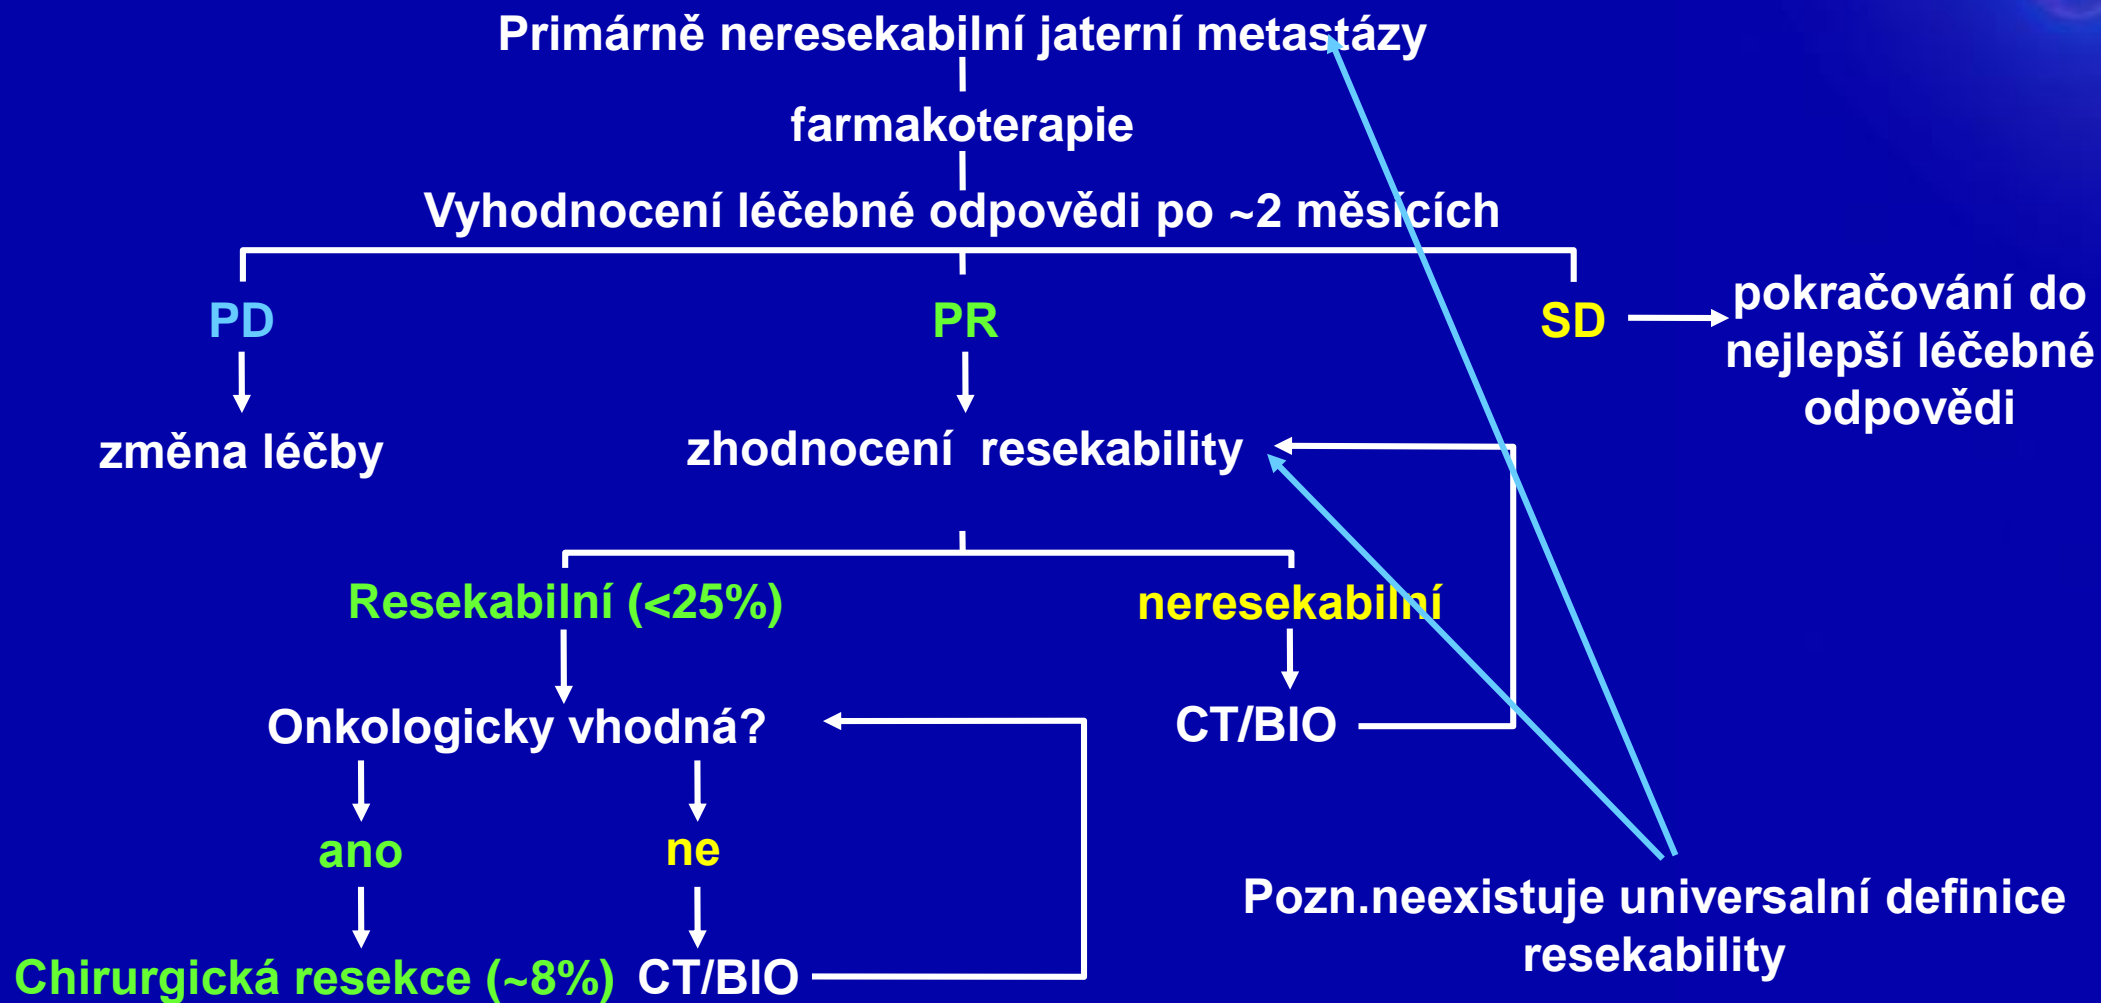 Primárně neresekabilní jaterní metastázy
farmakoterapie
Vyhodnocení léčebné odpovědi po ~2 měsících
PD
PR
SD
pokračování do
nejlepší léčebné
odpovědi
změna léčby
zhodnocení resekability
Resekabilní (<25%)
neresekabilní
Onkologicky vhodná?
CT/BIO
ano
ne
Chirurgická resekce (~8%)
CT/BIO
Pozn.neexistuje universalní definice
resekability